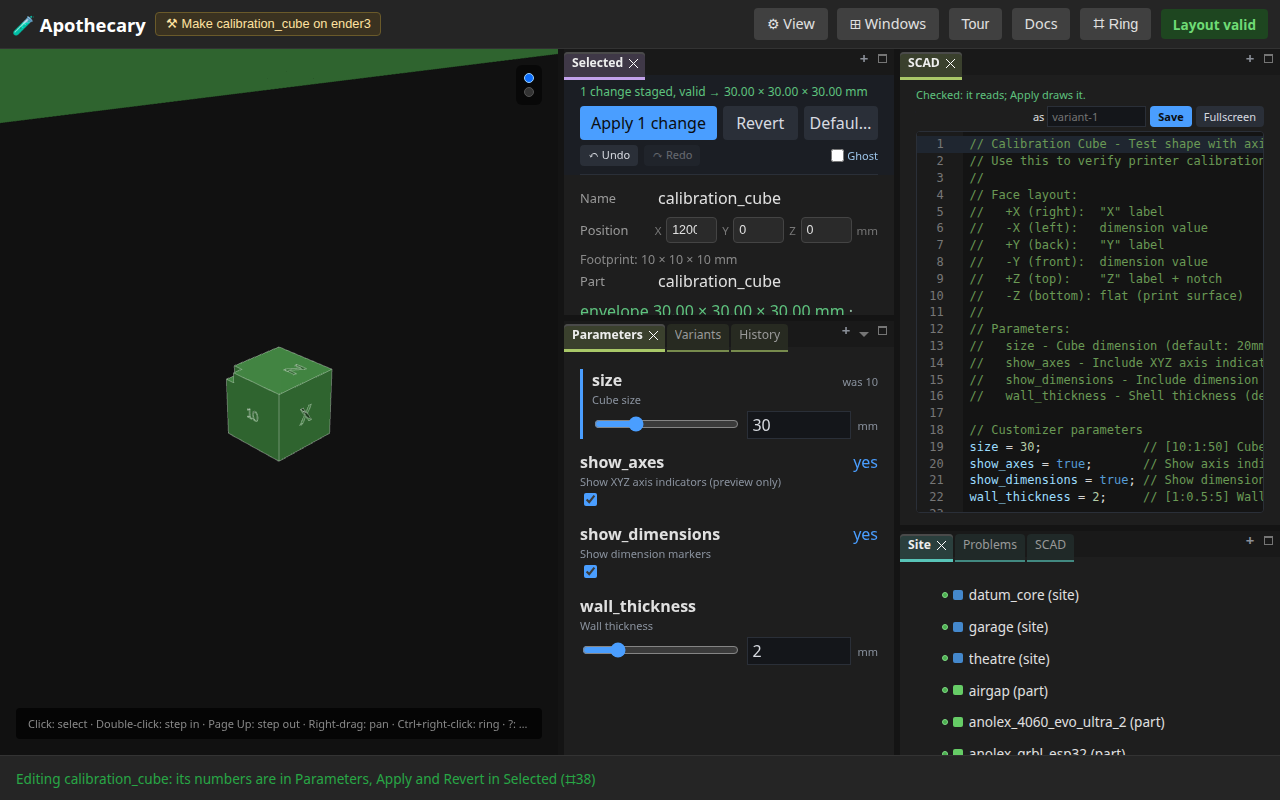 🧪 Apothecary
⚒ Make calibration_cube on ender3
⚙ View
⊞ Windows
Tour
Docs
⌗ Ring
Layout valid
10
X
Click: select · Double-click: step in · Page Up: step out · Right-drag: pan · Ctrl+right-click: ring · ?: ...
Selected
1 change staged, valid → 30.00 × 30.00 × 30.00 mm
Apply 1 change
Revert
Defaul...
↶ Undo
↷ Redo
Ghost
Name calibration_cube
Position X 1200 Y 0 Z 0 mm
Footprint: 10 × 10 × 10 mm
Part calibration_cube
envelope 30.00 × 30.00 × 30.00 mm ·
Parameters
Variants
History
size was 10
Cube size
30 mm
show_axes yes
Show XYZ axis indicators (preview only)
show_dimensions yes
Show dimension markers
wall_thickness
Wall thickness
2 mm
SCAD
Checked: it reads; Apply draws it.
as variant-1 Save Fullscreen
1 // Calibration Cube - Test shape with axi
2 // Use this to verify printer calibration
3 //
4 // Face layout:
5 //   +X (right):  "X" label
6 //   -X (left):   dimension value
7 //   +Y (back):   "Y" label
8 //   -Y (front):  dimension value
9 //   +Z (top):    "Z" label + notch
10 //   -Z (bottom): flat (print surface)
11 //
12 // Parameters:
13 //   size - Cube dimension (default: 20mm
14 //   show_axes - Include XYZ axis indicat
15 //   show_dimensions - Include dimension
16 //   wall_thickness - Shell thickness (de
17
18 // Customizer parameters
19 size = 30;              // [10:1:50] Cube
20 show_axes = true;       // Show axis indi
21 show_dimensions = true; // Show dimension
22 wall_thickness = 2;     // [1:0.5:5] Wall
Site
Problems
SCAD
datum_core (site)
garage (site)
theatre (site)
airgap (part)
anolex_4060_evo_ultra_2 (part)
anolex_grbl_esp32 (part)
Editing calibration_cube: its numbers are in Parameters, Apply and Revert in Selected (⌗38)